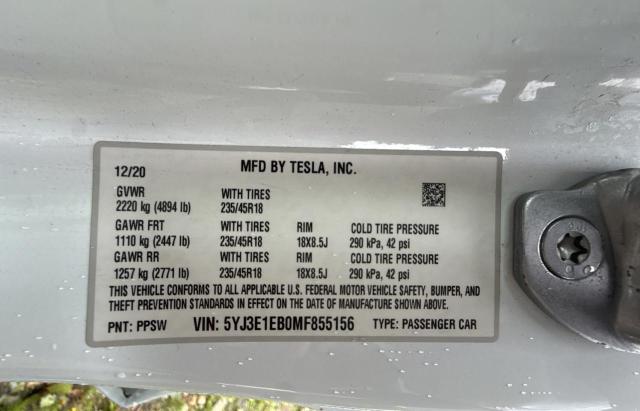 12/20 MFD BY TESLA, INC.
GVWR WITH TIRES
2220 kg (4894 lb) 235/45R18
GAWR FRT WITH TIRES RIM COLD TIRE PRESSURE
1110 kg (2447 lb) 235/45R18 18X8.5J 290 kPa, 42 psi
GAWR RR WITH TIRES RIM COLD TIRE PRESSURE
1257 kg (2771 lb) 235/45R18 18X8.5J 290 kPa, 42 psi
THIS VEHICLE CONFORMS TO ALL APPLICABLE U.S. FEDERAL MOTOR VEHICLE SAFETY, BUMPER, AND
THEFT PREVENTION STANDARDS IN EFFECT ON THE DATE OF MANUFACTURE SHOWN ABOVE.
PNT: PPSW VIN: 5YJ3E1EB0MF855156 TYPE: PASSENGER CAR